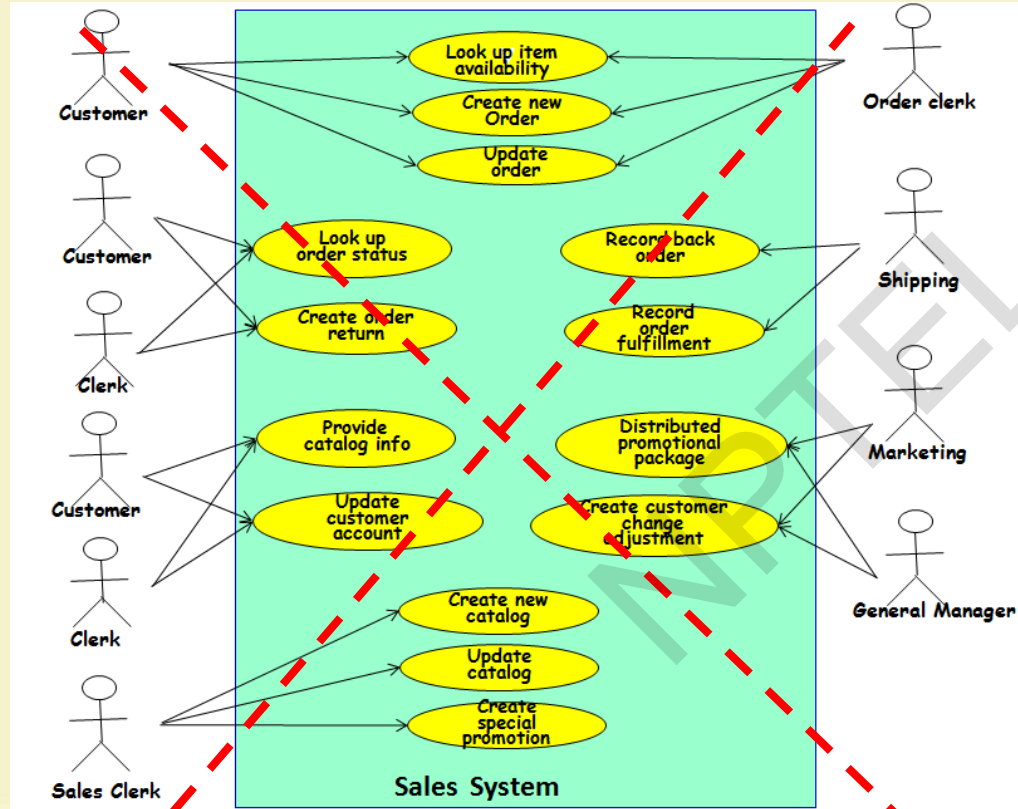 Look up item
availability
Customer
Order clerk
Create new
Order
Update
order
Customer
Look up
order status
Record back
order
Shipping
Create order
return
Record
order
fulfillment
Clerk
Provide
catalog info
Distributed
promotional
package
Marketing
Customer
Update
customer
account
Create customer
change
adjustment
Clerk
General Manager
Create new
catalog
Update
catalog
Create
special
promotion
Sales Clerk
Sales System
NPTEL